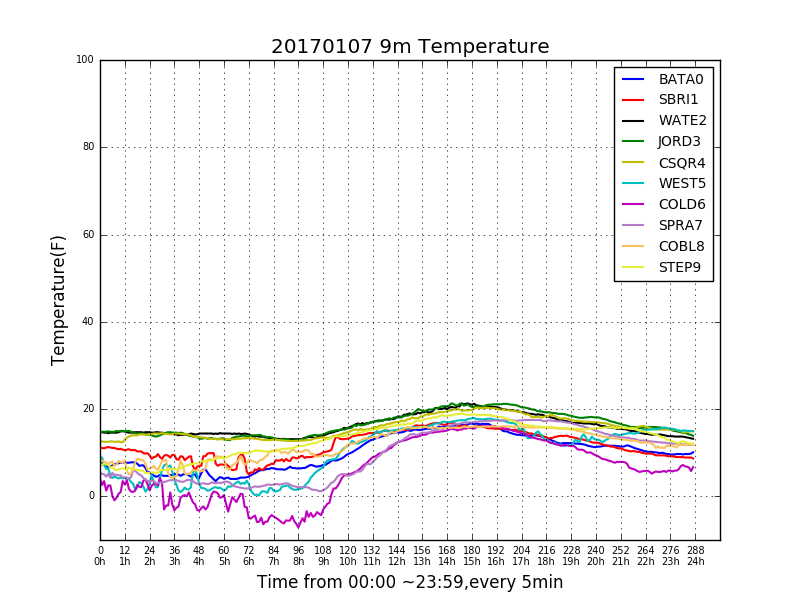 20170107 9m Temperature
100
80
60
40
20
0
Temperature(F)
BATA0
SBRI1
WATE2
JORD3
CSQR4
WEST5
COLD6
SPRA7
COBL8
STEP9
0 12 24 36 48 60 72 84 96 108 120 132 144 156 168 180 192 204 216 228 240 252 264 276 288
0h 1h 2h 3h 4h 5h 6h 7h 8h 9h 10h 11h 12h 13h 14h 15h 16h 17h 18h 19h 20h 21h 22h 23h 24h
Time from 00:00 ~23:59,every 5min